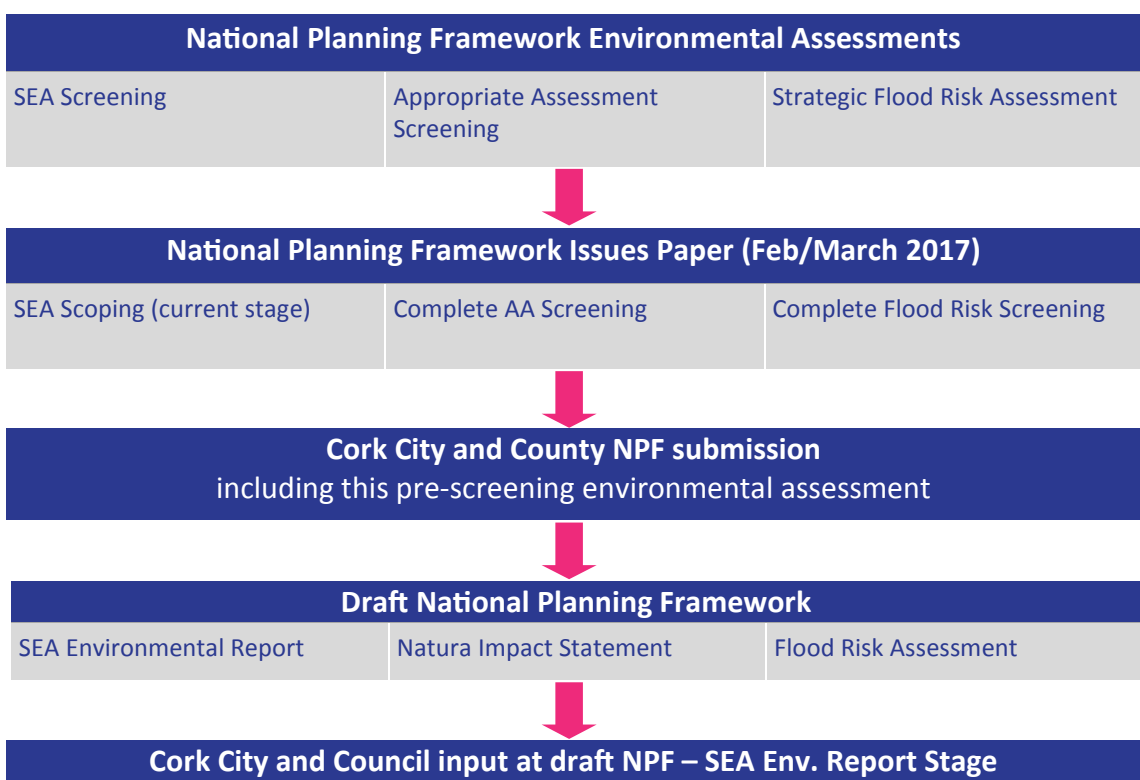 National Planning Framework Environmental Assessments
SEA Screening
Appropriate Assessment
Screening
Strategic Flood Risk Assessment
National Planning Framework Issues Paper (Feb/March 2017)
SEA Scoping (current stage)
Complete AA Screening
Complete Flood Risk Screening
Cork City and County NPF submission
including this pre-screening environmental assessment
Draft National Planning Framework
SEA Environmental Report
Natura Impact Statement
Flood Risk Assessment
Cork City and Council input at draft NPF – SEA Env. Report Stage